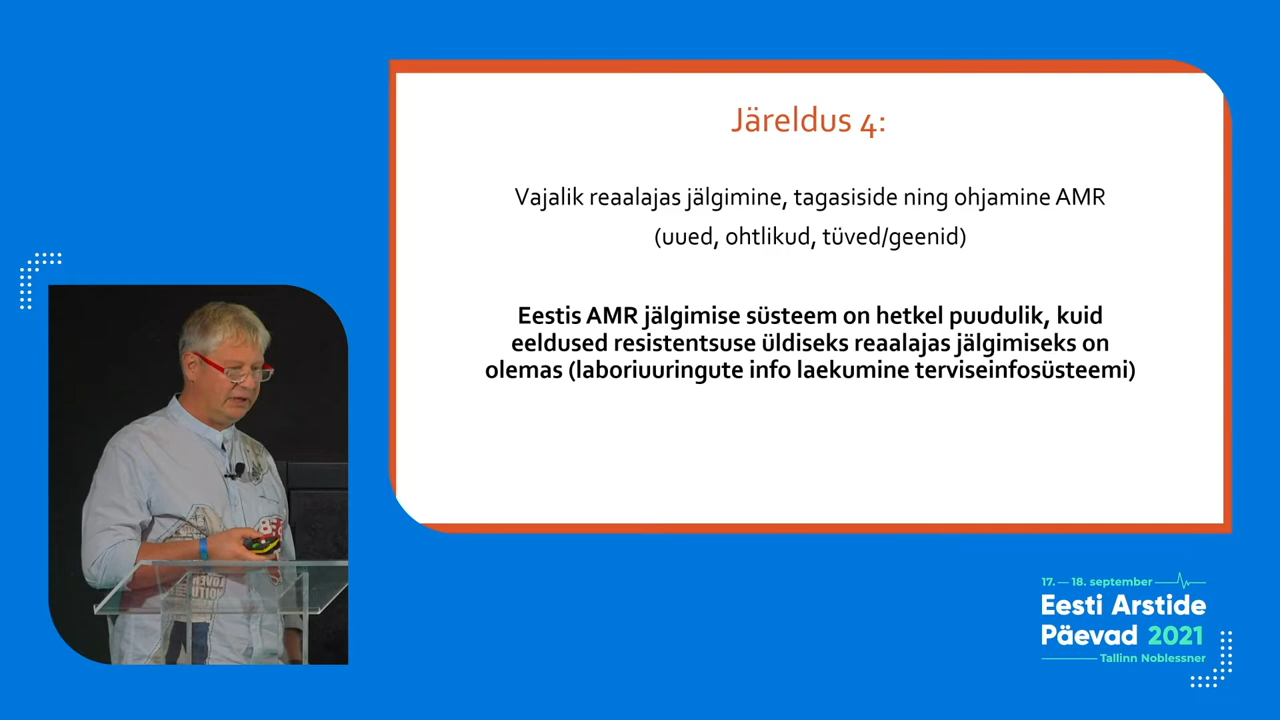 Järeldus 4:
Vajalik reaalajas jälgimine, tagasiside ning ohjamine AMR
(uued, ohtlikud, tüved/geenid)
Eestis AMR jälgimise süsteem on hetkel puudulik, kuid
eeldused resistentsuse üldiseks reaalajas jälgimiseks on
olemas (laboriuuringute info laekumine terviseinfosüsteemi)
17. — 18. september
Eesti Arstide
Päevad 2021
Tallinn Noblessner